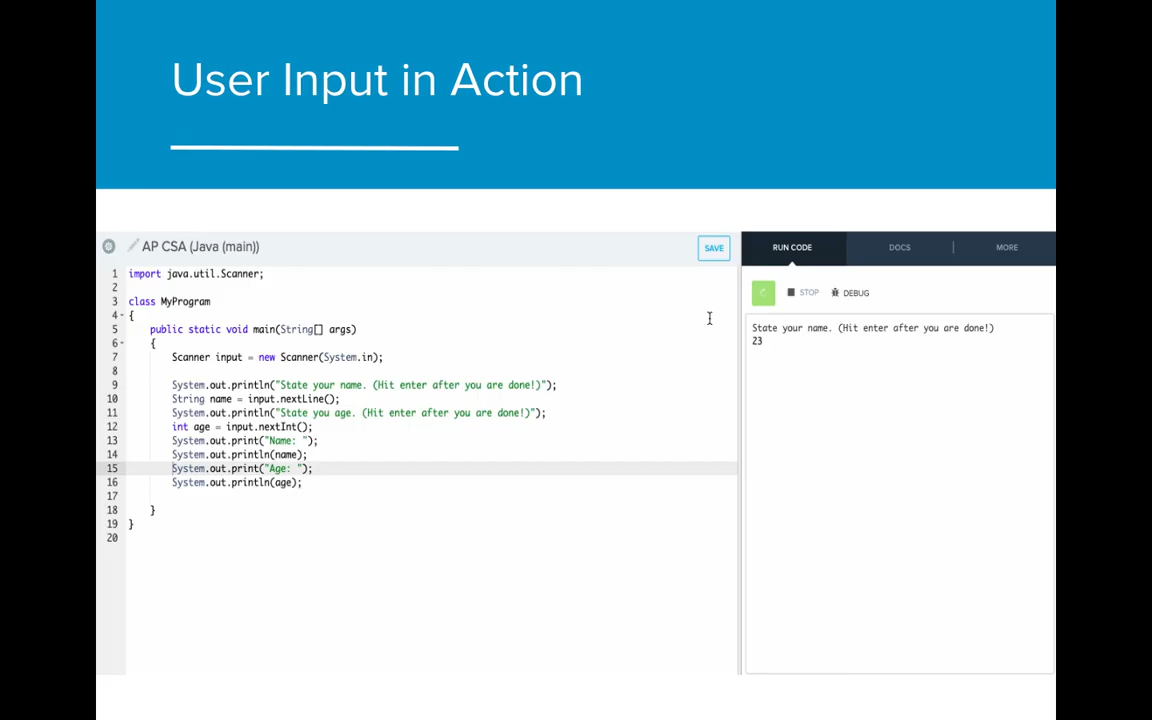 User Input in Action
AP CSA (Java (main))
SAVE
RUN CODE
DOCS
MORE
STOP
DEBUG
1 import java.util.Scanner;
2
3 class MyProgram
4 {
5 public static void main(String[] args)
6 {
7 Scanner input = new Scanner(System.in);
8
9 System.out.println("State your name. (Hit enter after you are done!)");
10 String name = input.nextLine();
11 System.out.println("State you age. (Hit enter after you are done!)");
12 int age = input.nextInt();
13 System.out.print("Name: ");
14 System.out.println(name);
15 System.out.print("Age: ");
16 System.out.println(age);
17
18 }
19 }
20
State your name. (Hit enter after you are done!)
23